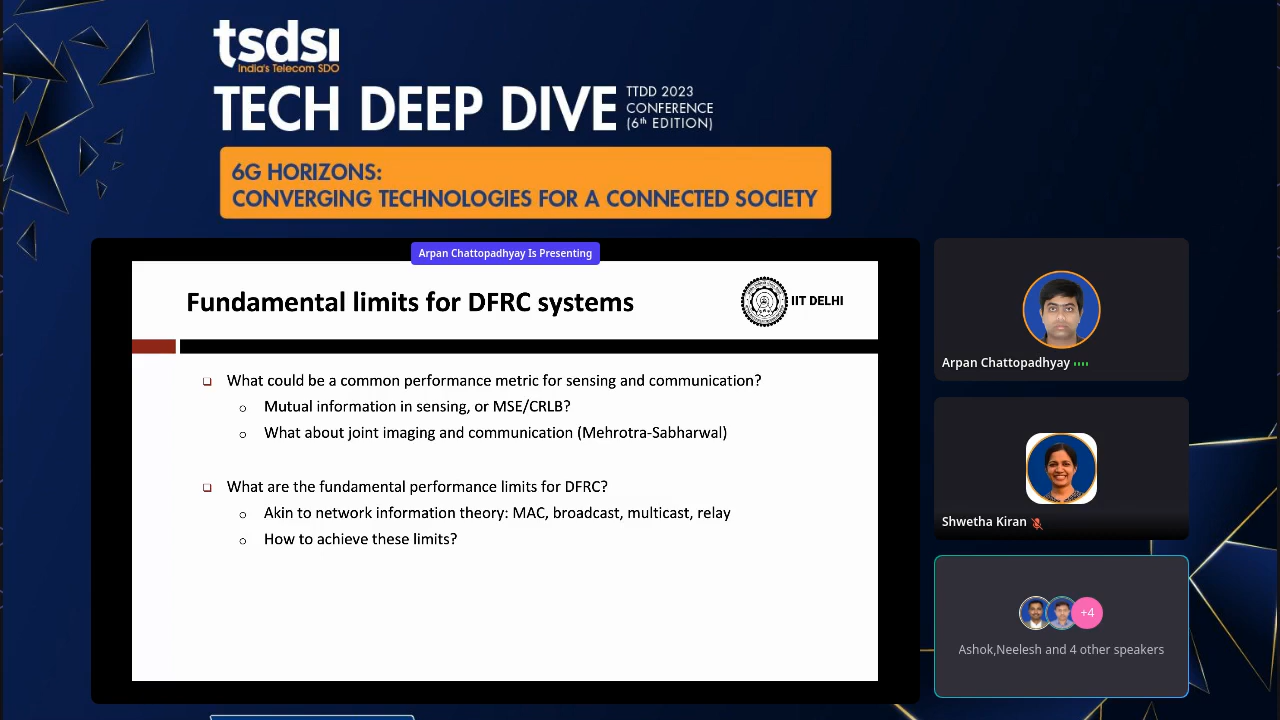 tsdsi
India's Telecom SDO
TECH DEEP DIVE
TTDD 2023
CONFERENCE
(6th EDITION)
6G HORIZONS:
CONVERGING TECHNOLOGIES FOR A CONNECTED SOCIETY
Arpan Chattopadhyay Is Presenting
Fundamental limits for DFRC systems
IIT DELHI
What could be a common performance metric for sensing and communication?
Mutual information in sensing, or MSE/CRLB?
What about joint imaging and communication (Mehrotra-Sabharwal)
What are the fundamental performance limits for DFRC?
Akin to network information theory: MAC, broadcast, multicast, relay
How to achieve these limits?
Arpan Chattopadhyay
Shwetha Kiran
+4
Ashok,Neelesh and 4 other speakers